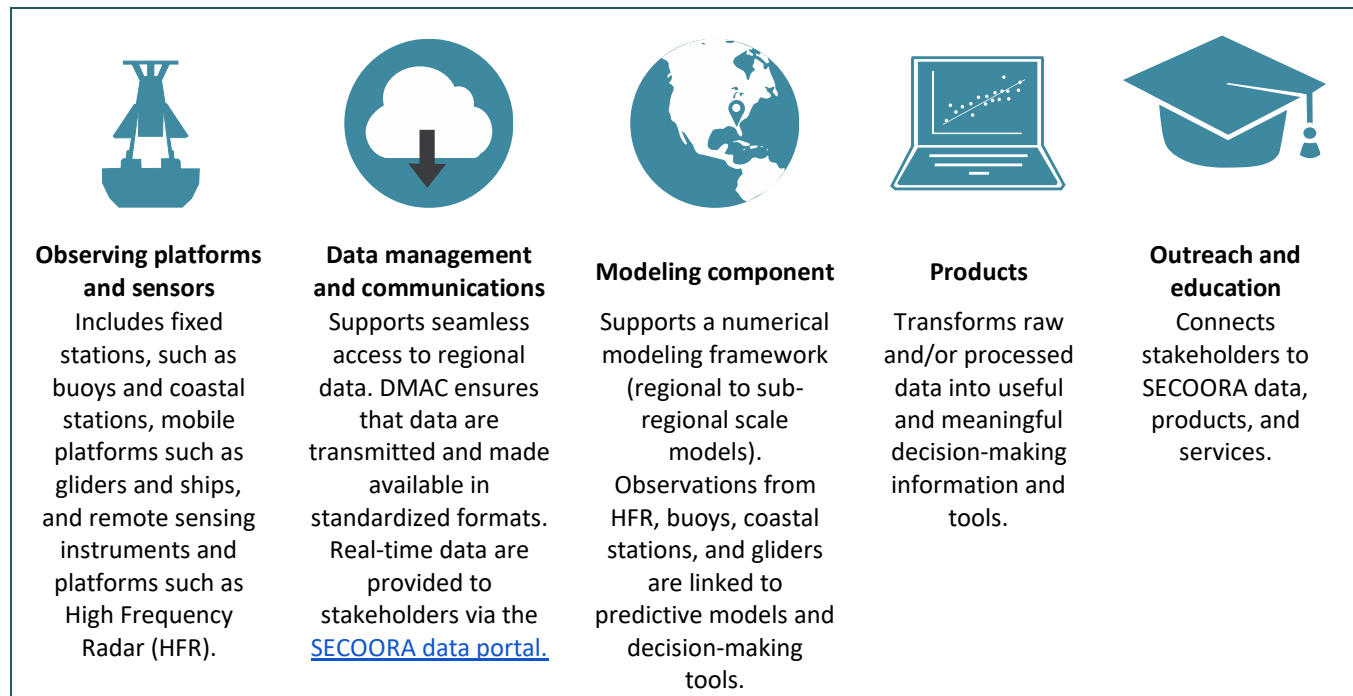 Observing platforms
and sensors
Includes fixed
stations, such as
buoys and coastal
stations, mobile
platforms such as
gliders and ships,
and remote sensing
instruments and
platforms such as
High Frequency
Radar (HFR).
Data management
and communications
Supports seamless
access to regional
data. DMAC ensures
that data are
transmitted and made
available in
standardized formats.
Real-time data are
provided to
stakeholders via the
SECOORA data portal.
Modeling component
Supports a numerical
modeling framework
(regional to sub-
regional scale
models).
Observations from
HFR, buoys, coastal
stations, and gliders
are linked to
predictive models and
decision-making
tools.
Products
Transforms raw
and/or processed
data into useful
and meaningful
decision-making
information and
tools.
Outreach and
education
Connects
stakeholders to
SECOORA data,
products, and
services.